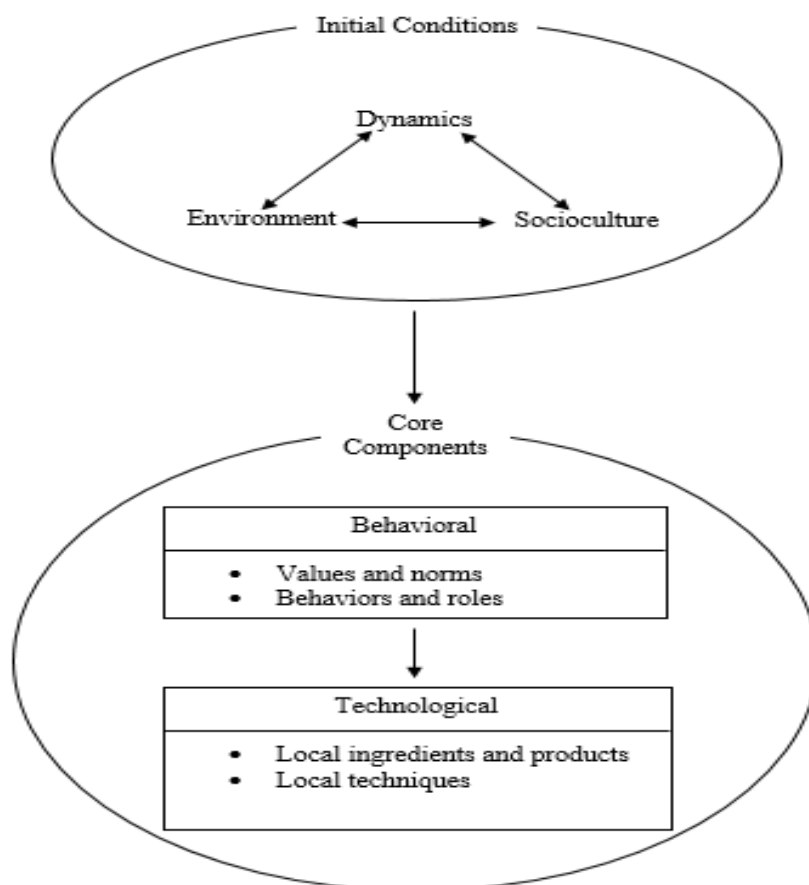 Initial Conditions
Dynamics
Environment
Socioculture
Core
Components
Behavioral
• Values and norms
• Behaviors and roles
Technological
• Local ingredients and products
• Local techniques